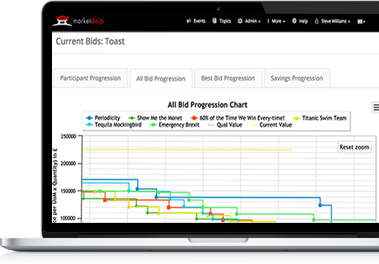 marketdojo
Events Topics Admin More Help Steve Williams
Current Bids: Toast
Participant Progression All Bid Progression Best Bid Progression Savings Progression
All Bid Progression Chart
Periodicity Show Me the Monet 60% of the Time We Win Every-time! Titanic Swim Team
Tequila Mockingbird Emergency Brexit Qual Value Current Value
Reset zoom
250000
200000
150000
100000